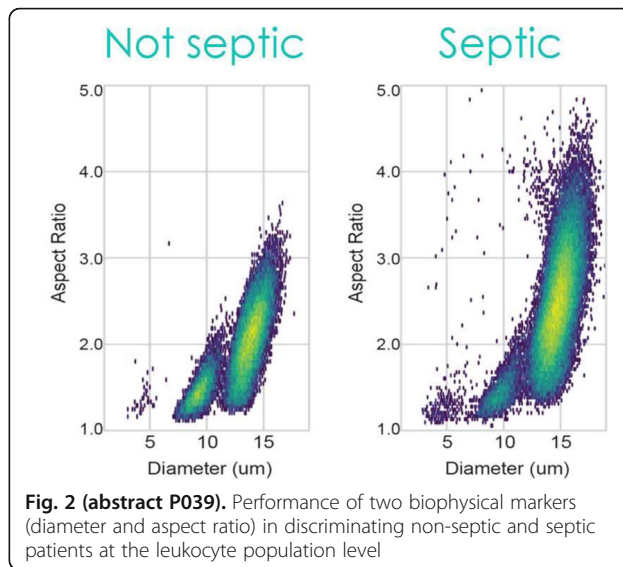 Not septic
Septic
5.0
4.0
3.0
2.0
1.0
Aspect Ratio
5
10
15
Diameter (um)
5.0
4.0
3.0
2.0
1.0
Aspect Ratio
5
10
15
Diameter (um)
Fig. 2 (abstract P039). Performance of two biophysical markers
(diameter and aspect ratio) in discriminating non-septic and septic
patients at the leukocyte population level